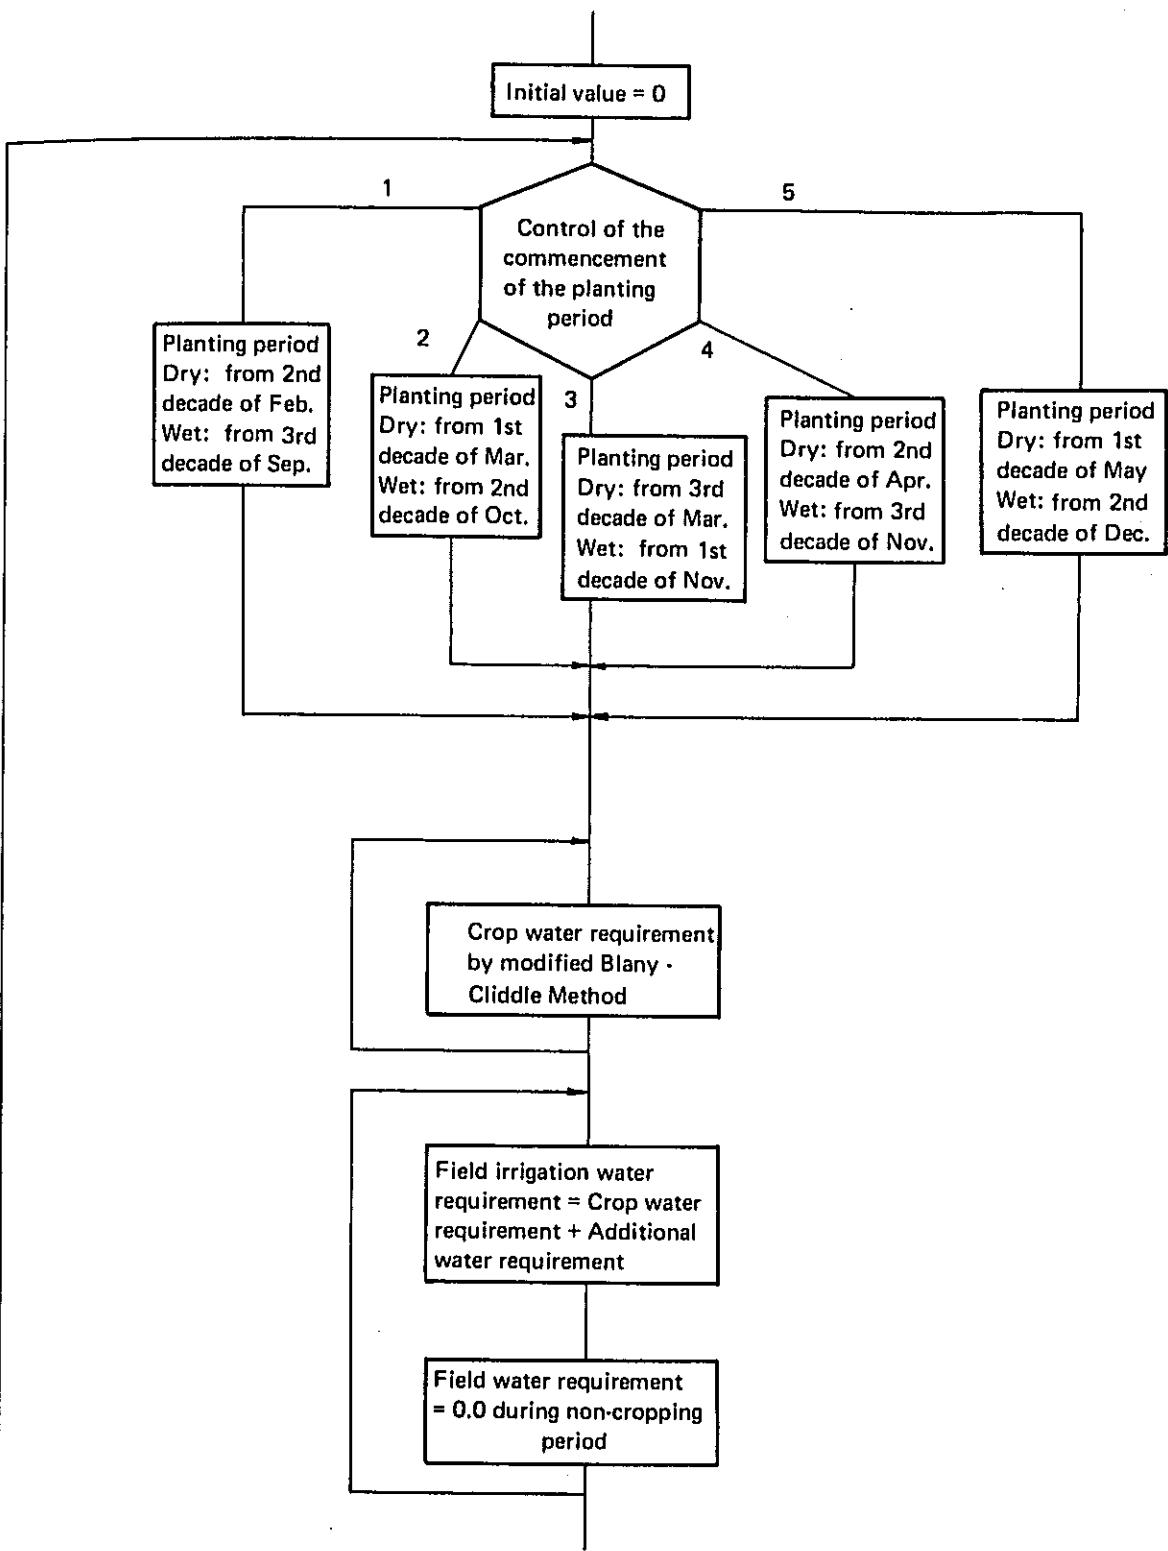 Initial value = 0
1
5
Control of the
commencement
of the planting
period
2
4
3
Planting period
Dry: from 2nd
decade of Feb.
Wet: from 3rd
decade of Sep.
Planting period
Dry: from 1st
decade of Mar.
Wet: from 2nd
decade of Oct.
Planting period
Dry: from 3rd
decade of Mar.
Wet: from 1st
decade of Nov.
Planting period
Dry: from 2nd
decade of Apr.
Wet: from 3rd
decade of Nov.
Planting period
Dry: from 1st
decade of May
Wet: from 2nd
decade of Dec.
Crop water requirement
by modified Blany ·
Cliddle Method
Field irrigation water
requirement = Crop water
requirement + Additional
water requirement
Field water requirement
= 0.0 during non-cropping
period